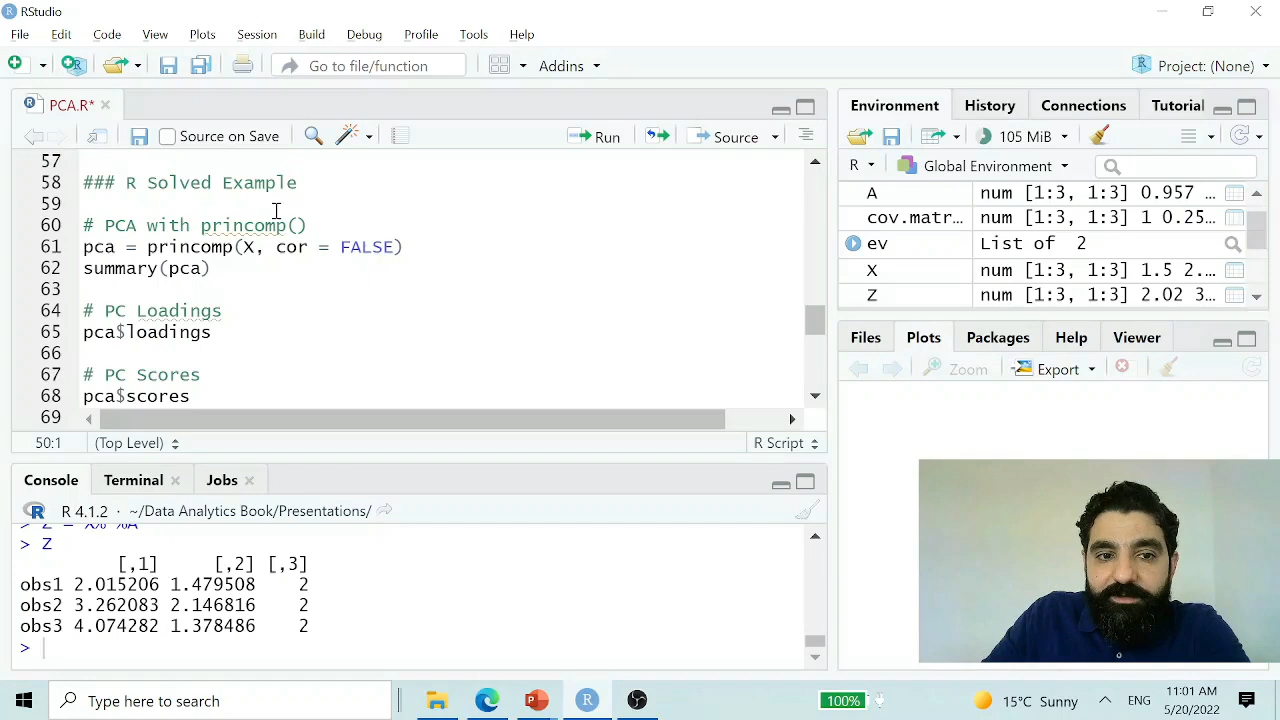 RStudio
File Edit Code View Plots Session Build Debug Profile Tools Help
Go to file/function
Addins
Project: (None)
PCA.R*
Source on Save
Run
Source
57
58 ### R Solved Example
59
60 # PCA with princomp()
61 pca = princomp(X, cor = FALSE)
62 summary(pca)
63
64 # PC Loadings
65 pca$loadings
66
67 # PC Scores
68 pca$scores
69
50:1 (Top Level) R Script
Console Terminal Jobs
R 4.1.2 · ~/Data Analytics Book/Presentations/
> Z = X%*%A
> Z
[,1] [,2] [,3]
obs1 2.015206 1.479508 2
obs2 3.262083 2.146816 2
obs3 4.074282 1.378486 2
>
Environment History Connections Tutorial
105 MiB
R Global Environment
A num [1:3, 1:3] 0.957 ...
cov.matr... num [1:3, 1:3] 1 0.25...
ev List of 2
X num [1:3, 1:3] 1.5 2...
Z num [1:3, 1:3] 2.02 3...
Files Plots Packages Help Viewer
Zoom Export
Type here to search
100%
15°C Sunny
ENG
11:01 AM
5/20/2022